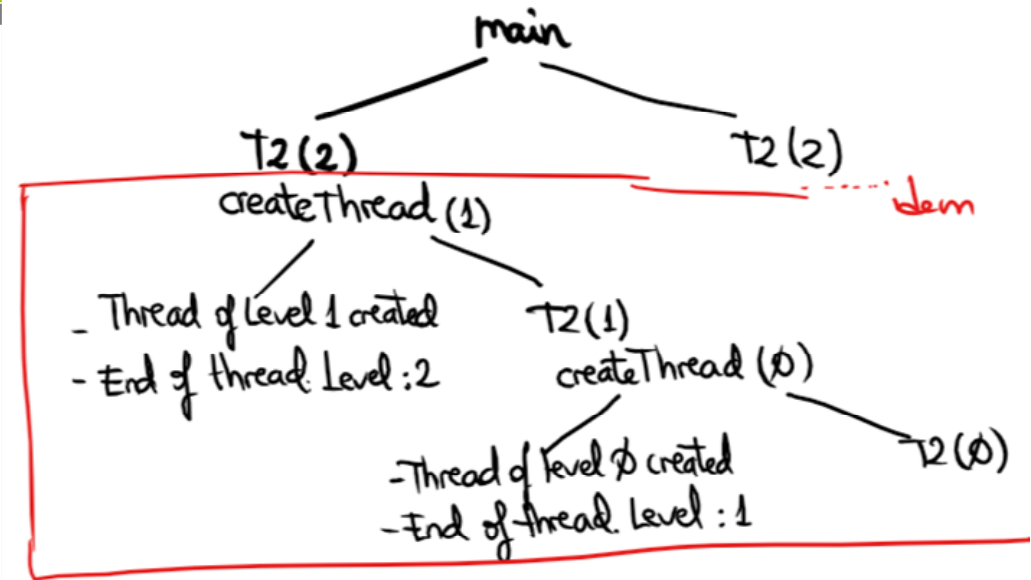 main
T2(2)
T2(2)
createThread (1)
idem
- Thread of Level 1 created
- End of thread. Level : 2
T2(1)
createThread (0)
- Thread of level 0 created
- End of thread. Level : 1
T2(0)